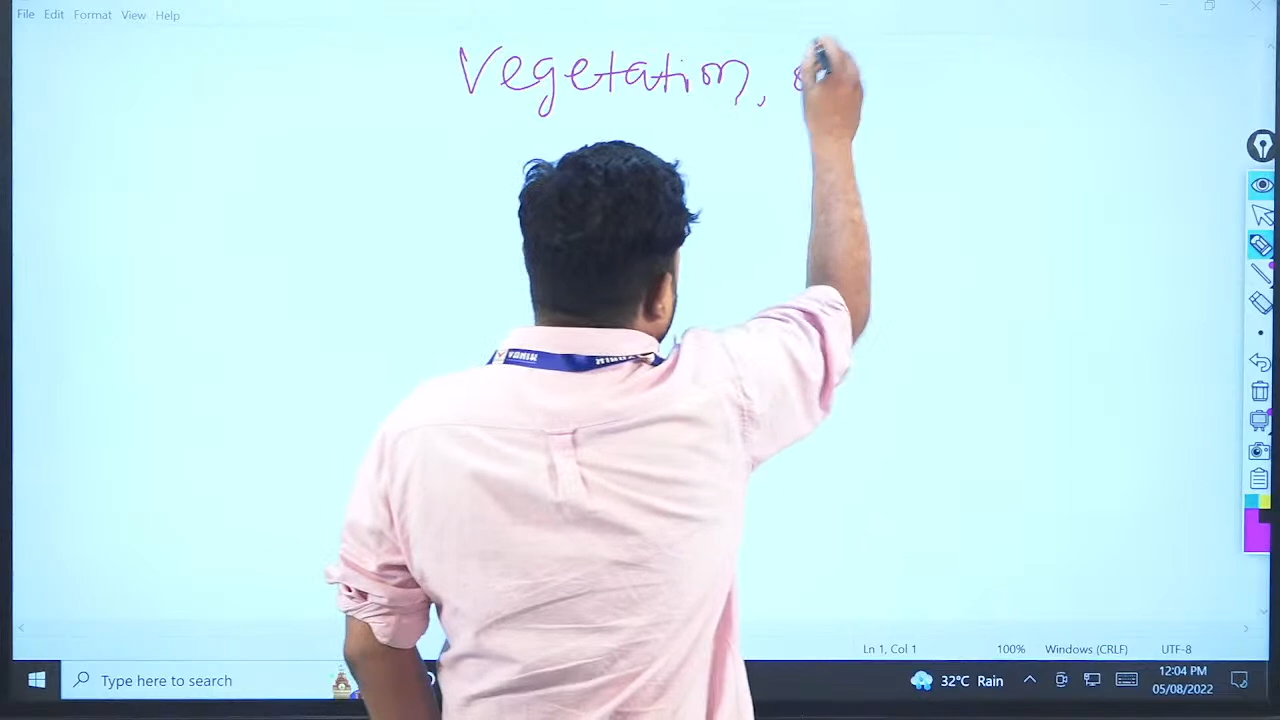 File Edit Format View Help
Vegetation,
Ln 1, Col 1 100% Windows (CRLF) UTF-8
Type here to search
32°C Rain
12:04 PM
05/08/2022